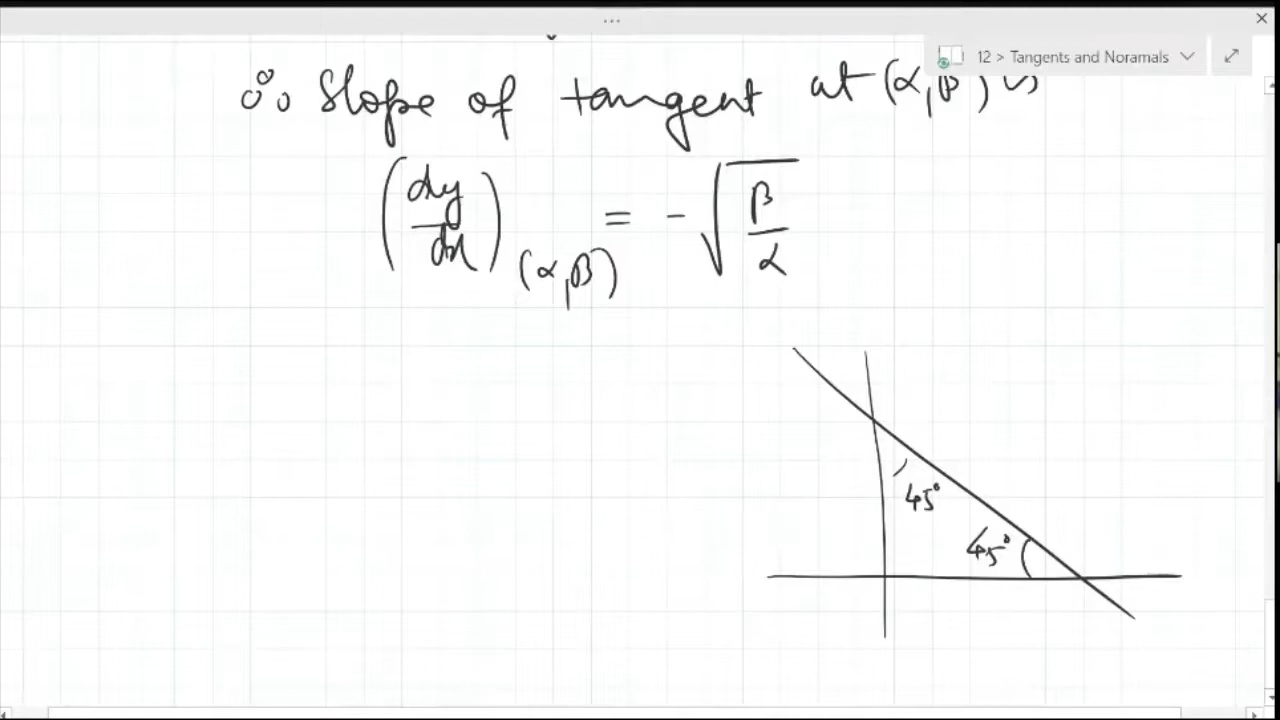 12 > Tangents and Noramals
∴ Slope of tangent at (α, β) is
(dy/dx)(α, β) = - √(β/α)
45°
45°